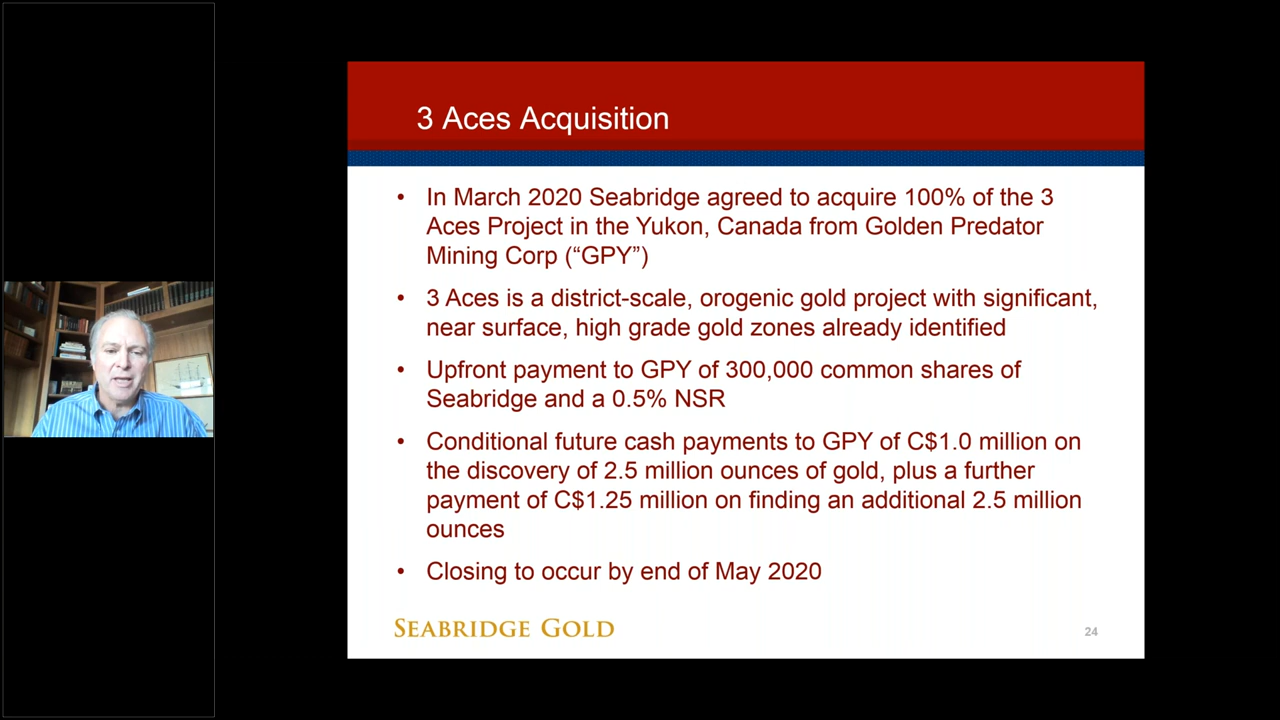 3 Aces Acquisition
• In March 2020 Seabridge agreed to acquire 100% of the 3
Aces Project in the Yukon, Canada from Golden Predator
Mining Corp (“GPY”)
• 3 Aces is a district-scale, orogenic gold project with significant,
near surface, high grade gold zones already identified
• Upfront payment to GPY of 300,000 common shares of
Seabridge and a 0.5% NSR
• Conditional future cash payments to GPY of C$1.0 million on
the discovery of 2.5 million ounces of gold, plus a further
payment of C$1.25 million on finding an additional 2.5 million
ounces
• Closing to occur by end of May 2020
SEABRIDGE GOLD
24